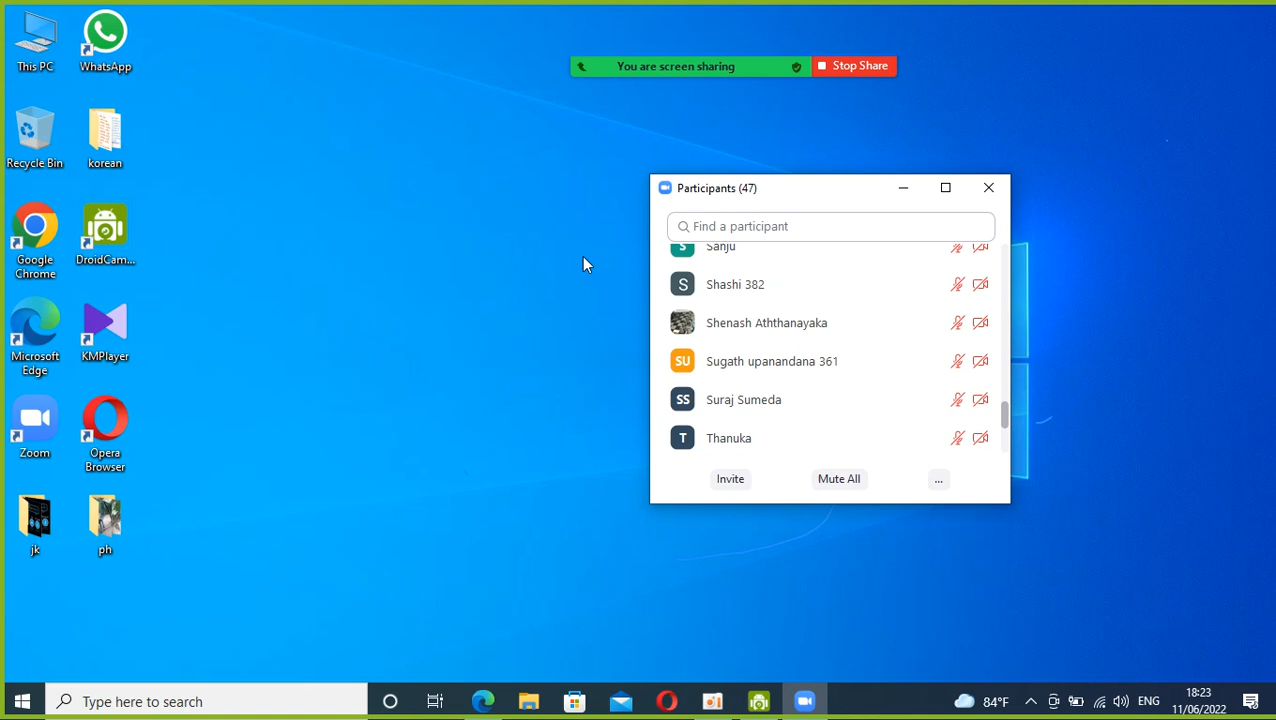 This PC
WhatsApp
You are screen sharing
Stop Share
Recycle Bin
korean
Participants (47)
Find a participant
S Sanju
Google
Chrome
DroidCam...
S Shashi 382
Shenash Aththanayaka
Microsoft
Edge
KMPlayer
SU Sugath upanandana 361
SS Suraj Sumeda
T Thanuka
Zoom
Opera
Browser
Invite
Mute All
...
jk
ph
Type here to search
84°F
ENG
18:23
11/06/2022